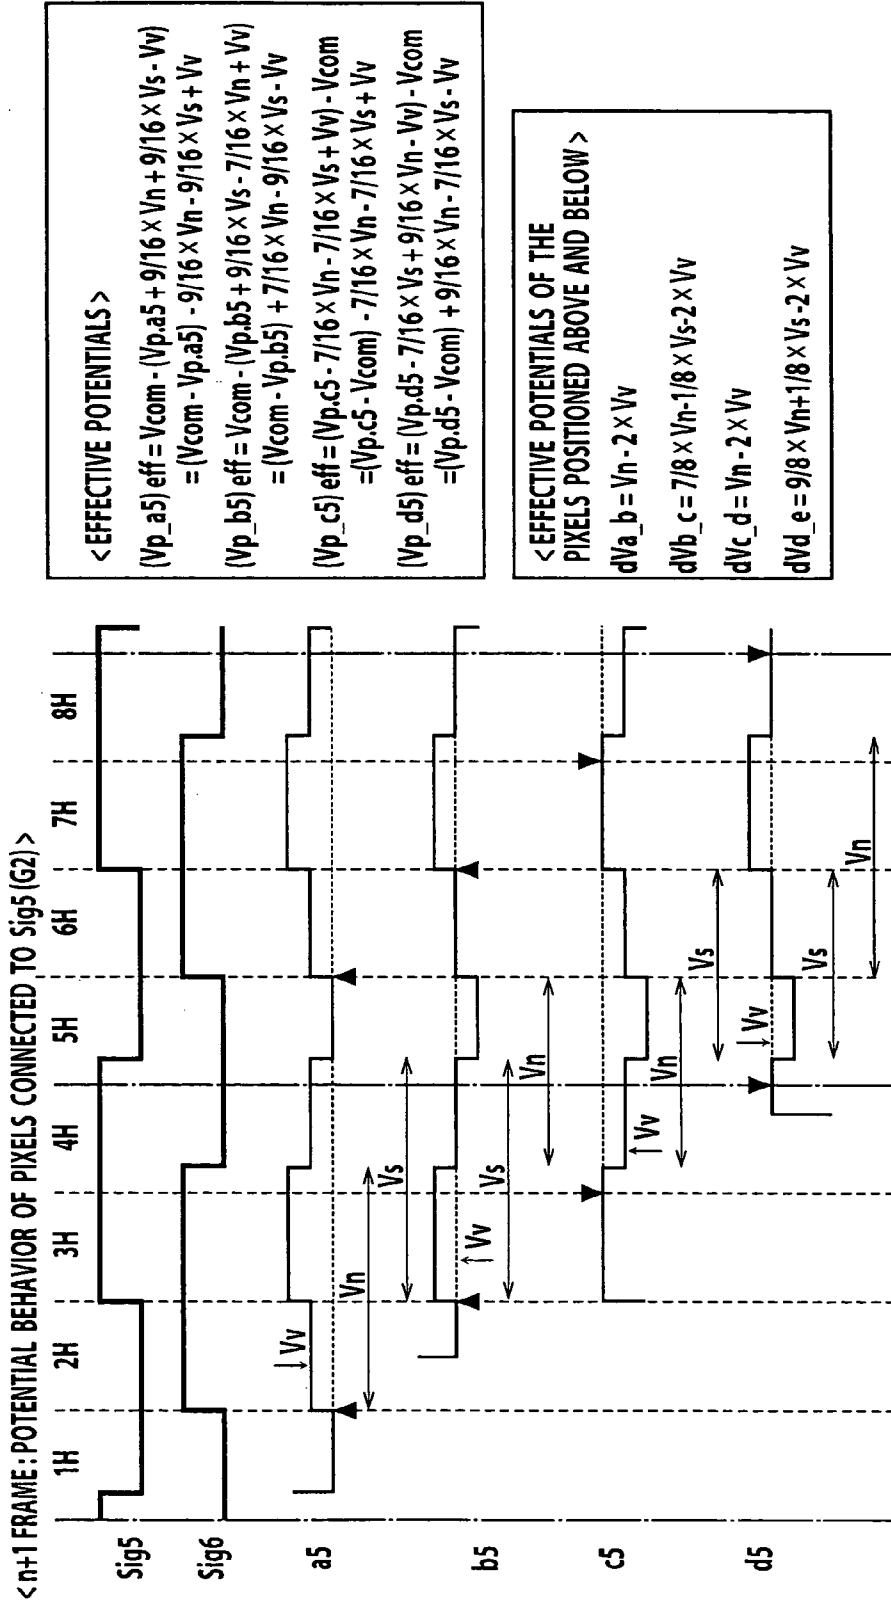 <n+1 FRAME: POTENTIAL BEHAVIOR OF PIXELS CONNECTED TO Sig5 (G2)>
1H 2H 3H 4H 5H 6H 7H 8H
Sig5
Sig6
a5
Vv
Vn
Vs
b5
Vv
Vs
Vn
c5
Vv
Vn
Vs
d5
Vv
Vs
Vn
<EFFECTIVE POTENTIALS>
(Vp_a5) eff = Vcom - (Vp.a5 + 9/16 × Vn + 9/16 × Vs - Vv)
= (Vcom - Vp.a5) - 9/16 × Vn - 9/16 × Vs + Vv
(Vp_b5) eff = Vcom - (Vp.b5 + 9/16 × Vs - 7/16 × Vn + Vv)
= (Vcom - Vp.b5) + 7/16 × Vn - 9/16 × Vs - Vv
(Vp_c5) eff = (Vp.c5 - 7/16 × Vn - 7/16 × Vs + Vv) - Vcom
=(Vp.c5 - Vcom) - 7/16 × Vn - 7/16 × Vs + Vv
(Vp_d5) eff = (Vp.d5 - 7/16 × Vs + 9/16 × Vn - Vv) - Vcom
=(Vp.d5 - Vcom) + 9/16 × Vn - 7/16 × Vs - Vv
<EFFECTIVE POTENTIALS OF THE
PIXELS POSITIONED ABOVE AND BELOW>
dVa_b = Vn - 2 × Vv
dVb_c = 7/8 × Vn-1/8 × Vs-2 × Vv
dVc_d = Vn - 2 × Vv
dVd_e = 9/8 × Vn+1/8 × Vs-2 × Vv